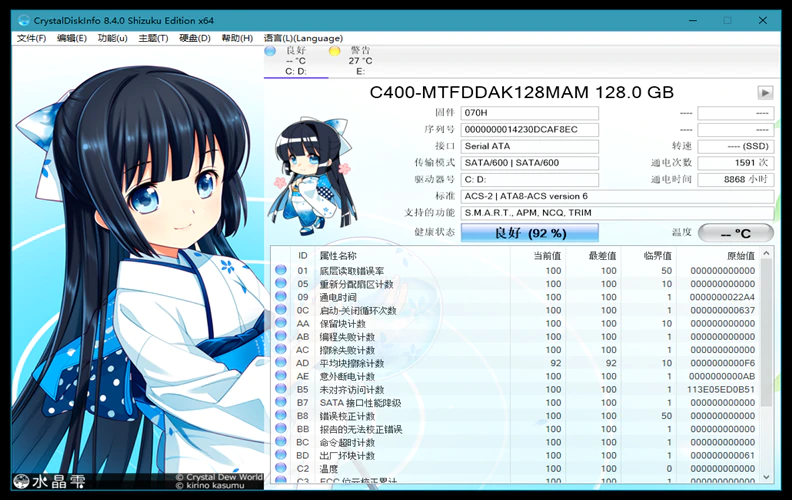 CrystalDiskInfo 8.4.0 Shizuku Edition x64
文件(F) 编辑(E) 功能(u) 主题(T) 硬盘(D) 帮助(H) 语言(L)(Language)
良好 警告
-- °C 27 °C
C: D: E:
C400-MTFDDAK128MAM 128.0 GB
固件 070H ---- ----
序列号 0000000014230DCAF8EC ---- ----
接口 Serial ATA 转速 ---- (SSD)
传输模式 SATA/600 | SATA/600 通电次数 1591 次
驱动器号 C: D: 通电时间 8868 小时
标准 ACS-2 | ATA8-ACS version 6
支持的功能 S.M.A.R.T., APM, NCQ, TRIM
健康状态 良好 (92 %) 温度 -- °C
ID 属性名称 当前值 最差值 临界值 原始值
01 底层读取错误率 100 100 50 000000000000
05 重新分配扇区计数 100 100 10 000000000000
09 通电时间 100 100 1 0000000022A4
0C 启动-关闭循环次数 100 100 1 000000000637
AA 保留块计数 100 100 10 000000000000
AB 编程失败计数 100 100 1 000000000000
AC 擦除失败计数 100 100 1 000000000000
AD 平均块擦除计数 92 92 10 0000000000F6
AE 意外断电计数 100 100 1 0000000000AB
B5 未对齐访问计数 100 100 1 113E05ED0B51
B7 SATA 接口性能降级 100 100 1 000000000000
B8 错误校正计数 100 100 50 000000000000
BB 报告的无法校正错误 100 100 1 000000000000
BC 命令超时计数 100 100 1 000000000000
BD 出厂坏块计数 100 100 1 000000000061
C2 温度 100 100 0 000000000000
C3 ECC 位元校正累计 100 100 1 000000000000
水晶雫
© Crystal Dew World
© kirino kasumu